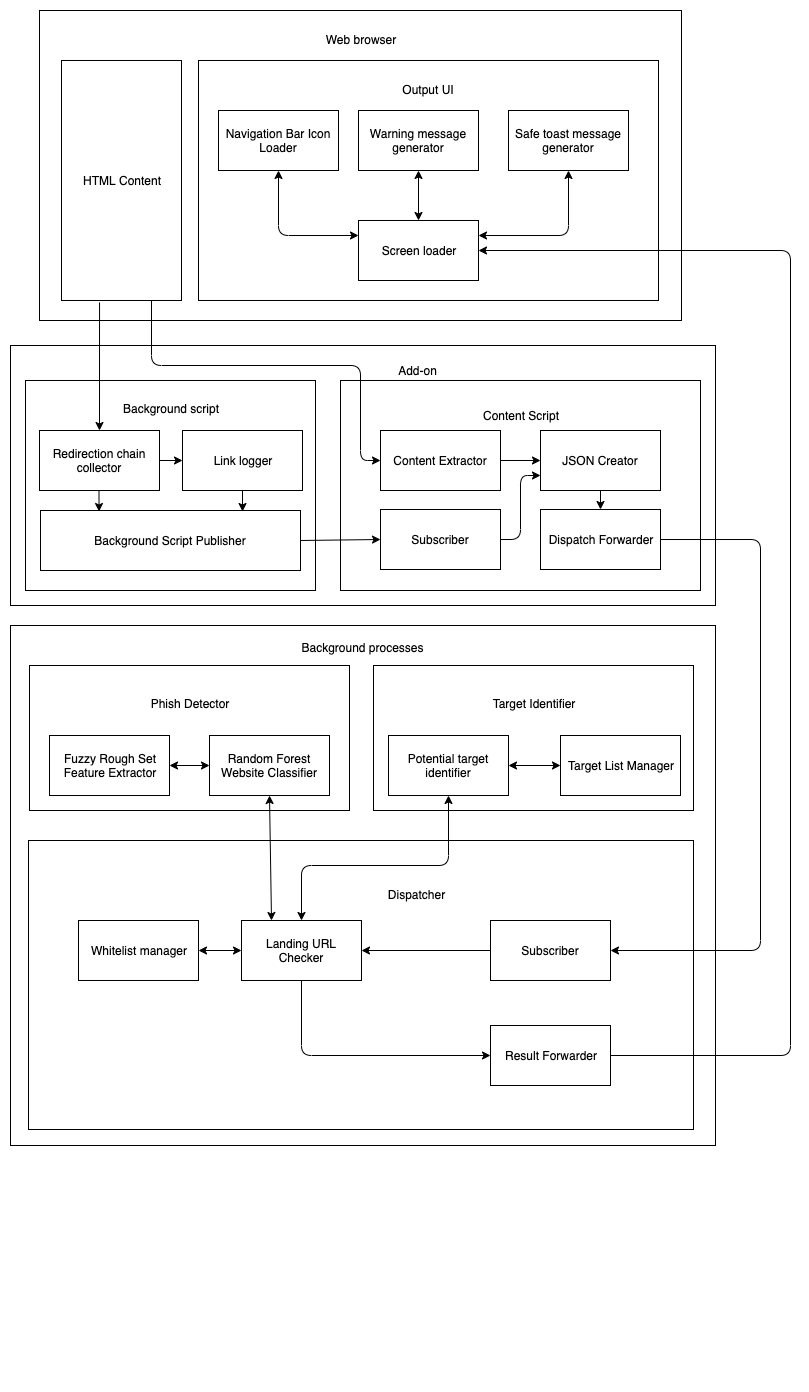 Web browser
Output UI
HTML Content
Navigation Bar Icon
Loader
Warning message
generator
Safe toast message
generator
Screen loader
Add-on
Background script
Redirection chain
collector
Link logger
Background Script Publisher
Content Script
Content Extractor
JSON Creator
Subscriber
Dispatch Forwarder
Background processes
Phish Detector
Fuzzy Rough Set
Feature Extractor
Random Forest
Website Classifier
Target Identifier
Potential target
identifier
Target List Manager
Dispatcher
Whitelist manager
Landing URL
Checker
Subscriber
Result Forwarder